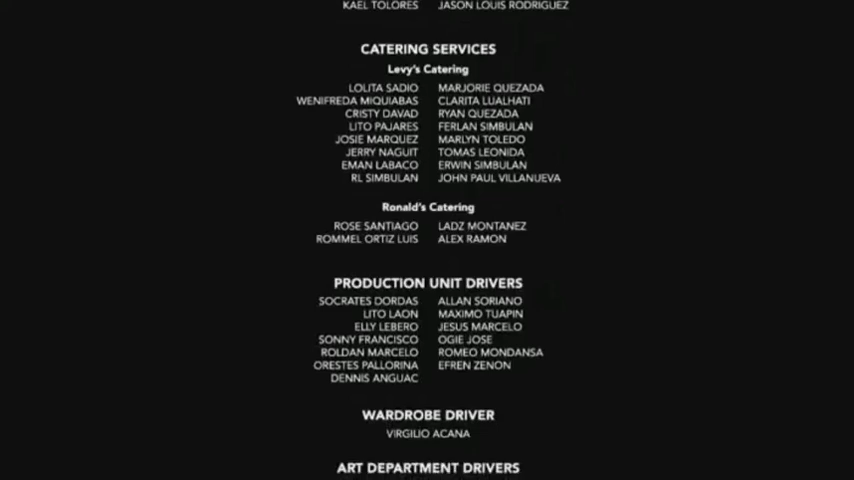 KAEL TOLORES JASON LOUIS RODRIGUEZ
CATERING SERVICES
Levy's Catering
LOLITA SADIO MARJORIE QUEZADA
WENIFREDA MIQUIABAS CLARITA LUALHATI
CRISTY DAVAD RYAN QUEZADA
LITO PAJARES FERLAN SIMBULAN
JOSIE MARQUEZ MARLYN TOLEDO
JERRY NAGUIT TOMAS LEONIDA
EMAN LABACO ERWIN SIMBULAN
RL SIMBULAN JOHN PAUL VILLANUEVA
Ronald's Catering
ROSE SANTIAGO LADZ MONTANEZ
ROMMEL ORTIZ LUIS ALEX RAMON
PRODUCTION UNIT DRIVERS
SOCRATES DORDAS ALLAN SORIANO
LITO LAON MAXIMO TUAPIN
ELLY LEBERO JESUS MARCELO
SONNY FRANCISCO OGIE JOSE
ROLDAN MARCELO ROMEO MONDANSA
ORESTES PALLORINA EFREN ZENON
DENNIS ANGUAC
WARDROBE DRIVER
VIRGILIO ACANA
ART DEPARTMENT DRIVERS